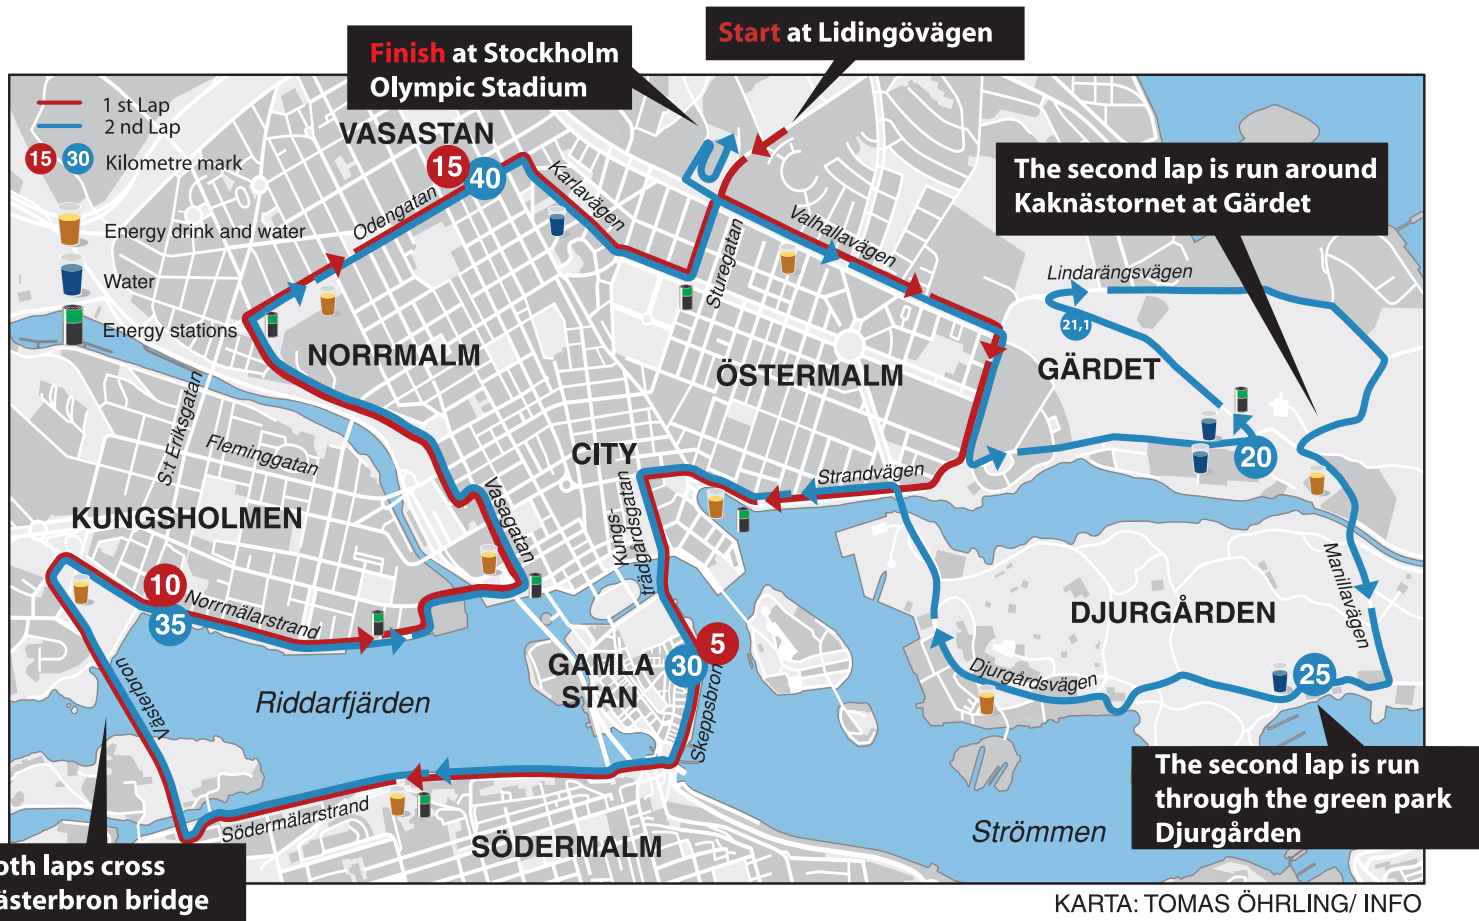 Start at Lidingövägen
Finish at Stockholm
Olympic Stadium
1 st Lap
2 nd Lap
15 30 Kilometre mark
Energy drink and water
Water
Energy stations
VASASTAN
15
40
Odengatan
Karlavägen
Sturegatan
Valhallavägen
The second lap is run around
Kaknästornet at Gärdet
Lindarängsvägen
21,1
GÄRDET
NORRMALM
ÖSTERMALM
S:t Eriksgatan
Fleminggatan
CITY
Strandvägen
20
KUNGSHOLMEN
Vasagatan
Kungs-
trädgårdsgatan
Manillavägen
10
35
Norrmälarstrand
DJURGÅRDEN
5
30
GAMLA
STAN
Skeppsbron
Djurgårdsvägen
25
Västerbron
Riddarfjärden
The second lap is run
through the green park
Djurgården
Södermälarstrand
SÖDERMALM
Strömmen
oth laps cross
ästerbron bridge
KARTA: TOMAS ÖHRLING/ INFO